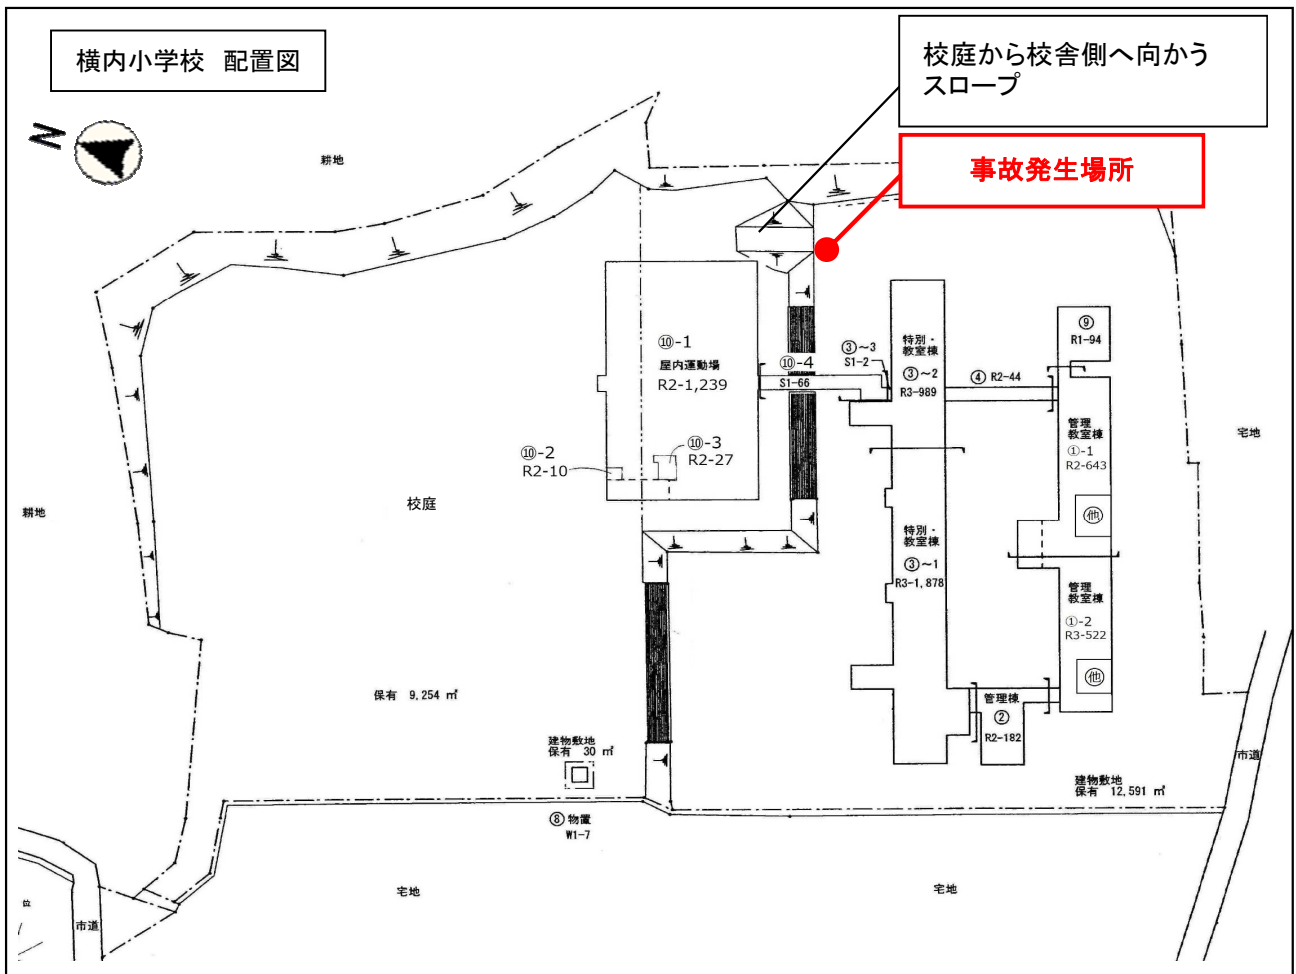 横内小学校 配置図
校庭から校舎側へ向かう
スロープ
事故発生場所
N
耕地
⑩-1
屋内運動場
R2-1,239
⑩-4
S1-66
③～3
S1-2
特別・
教室棟
③～2
R3-989
④ R2-44
⑨
R1-94
管理
教室棟
①-1
R2-643
宅地
⑩-2
R2-10
⑩-3
R2-27
校庭
耕地
他
特別・
教室棟
③～1
R3-1,878
管理
教室棟
①-2
R3-522
他
保有 9,254 ㎡
管理棟
②
R2-182
建物敷地
保有 30 ㎡
市道
建物敷地
保有 12,591 ㎡
⑧ 物置
W1-7
宅地
宅地
位
市道